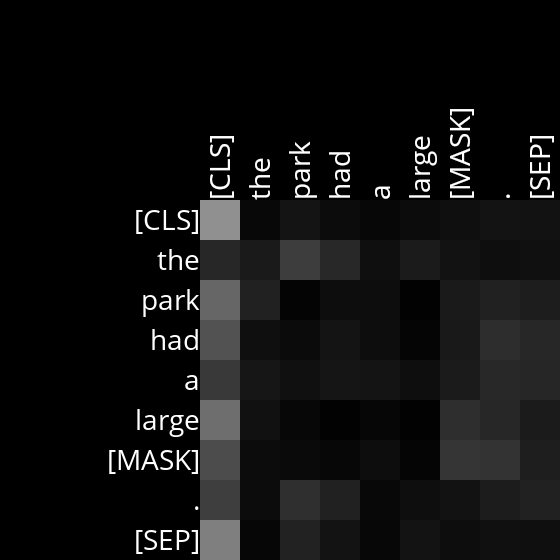 [CLS] the park had a large [MASK] . [SEP]
[CLS]
the
park
had
a
large
[MASK]
.
[SEP]